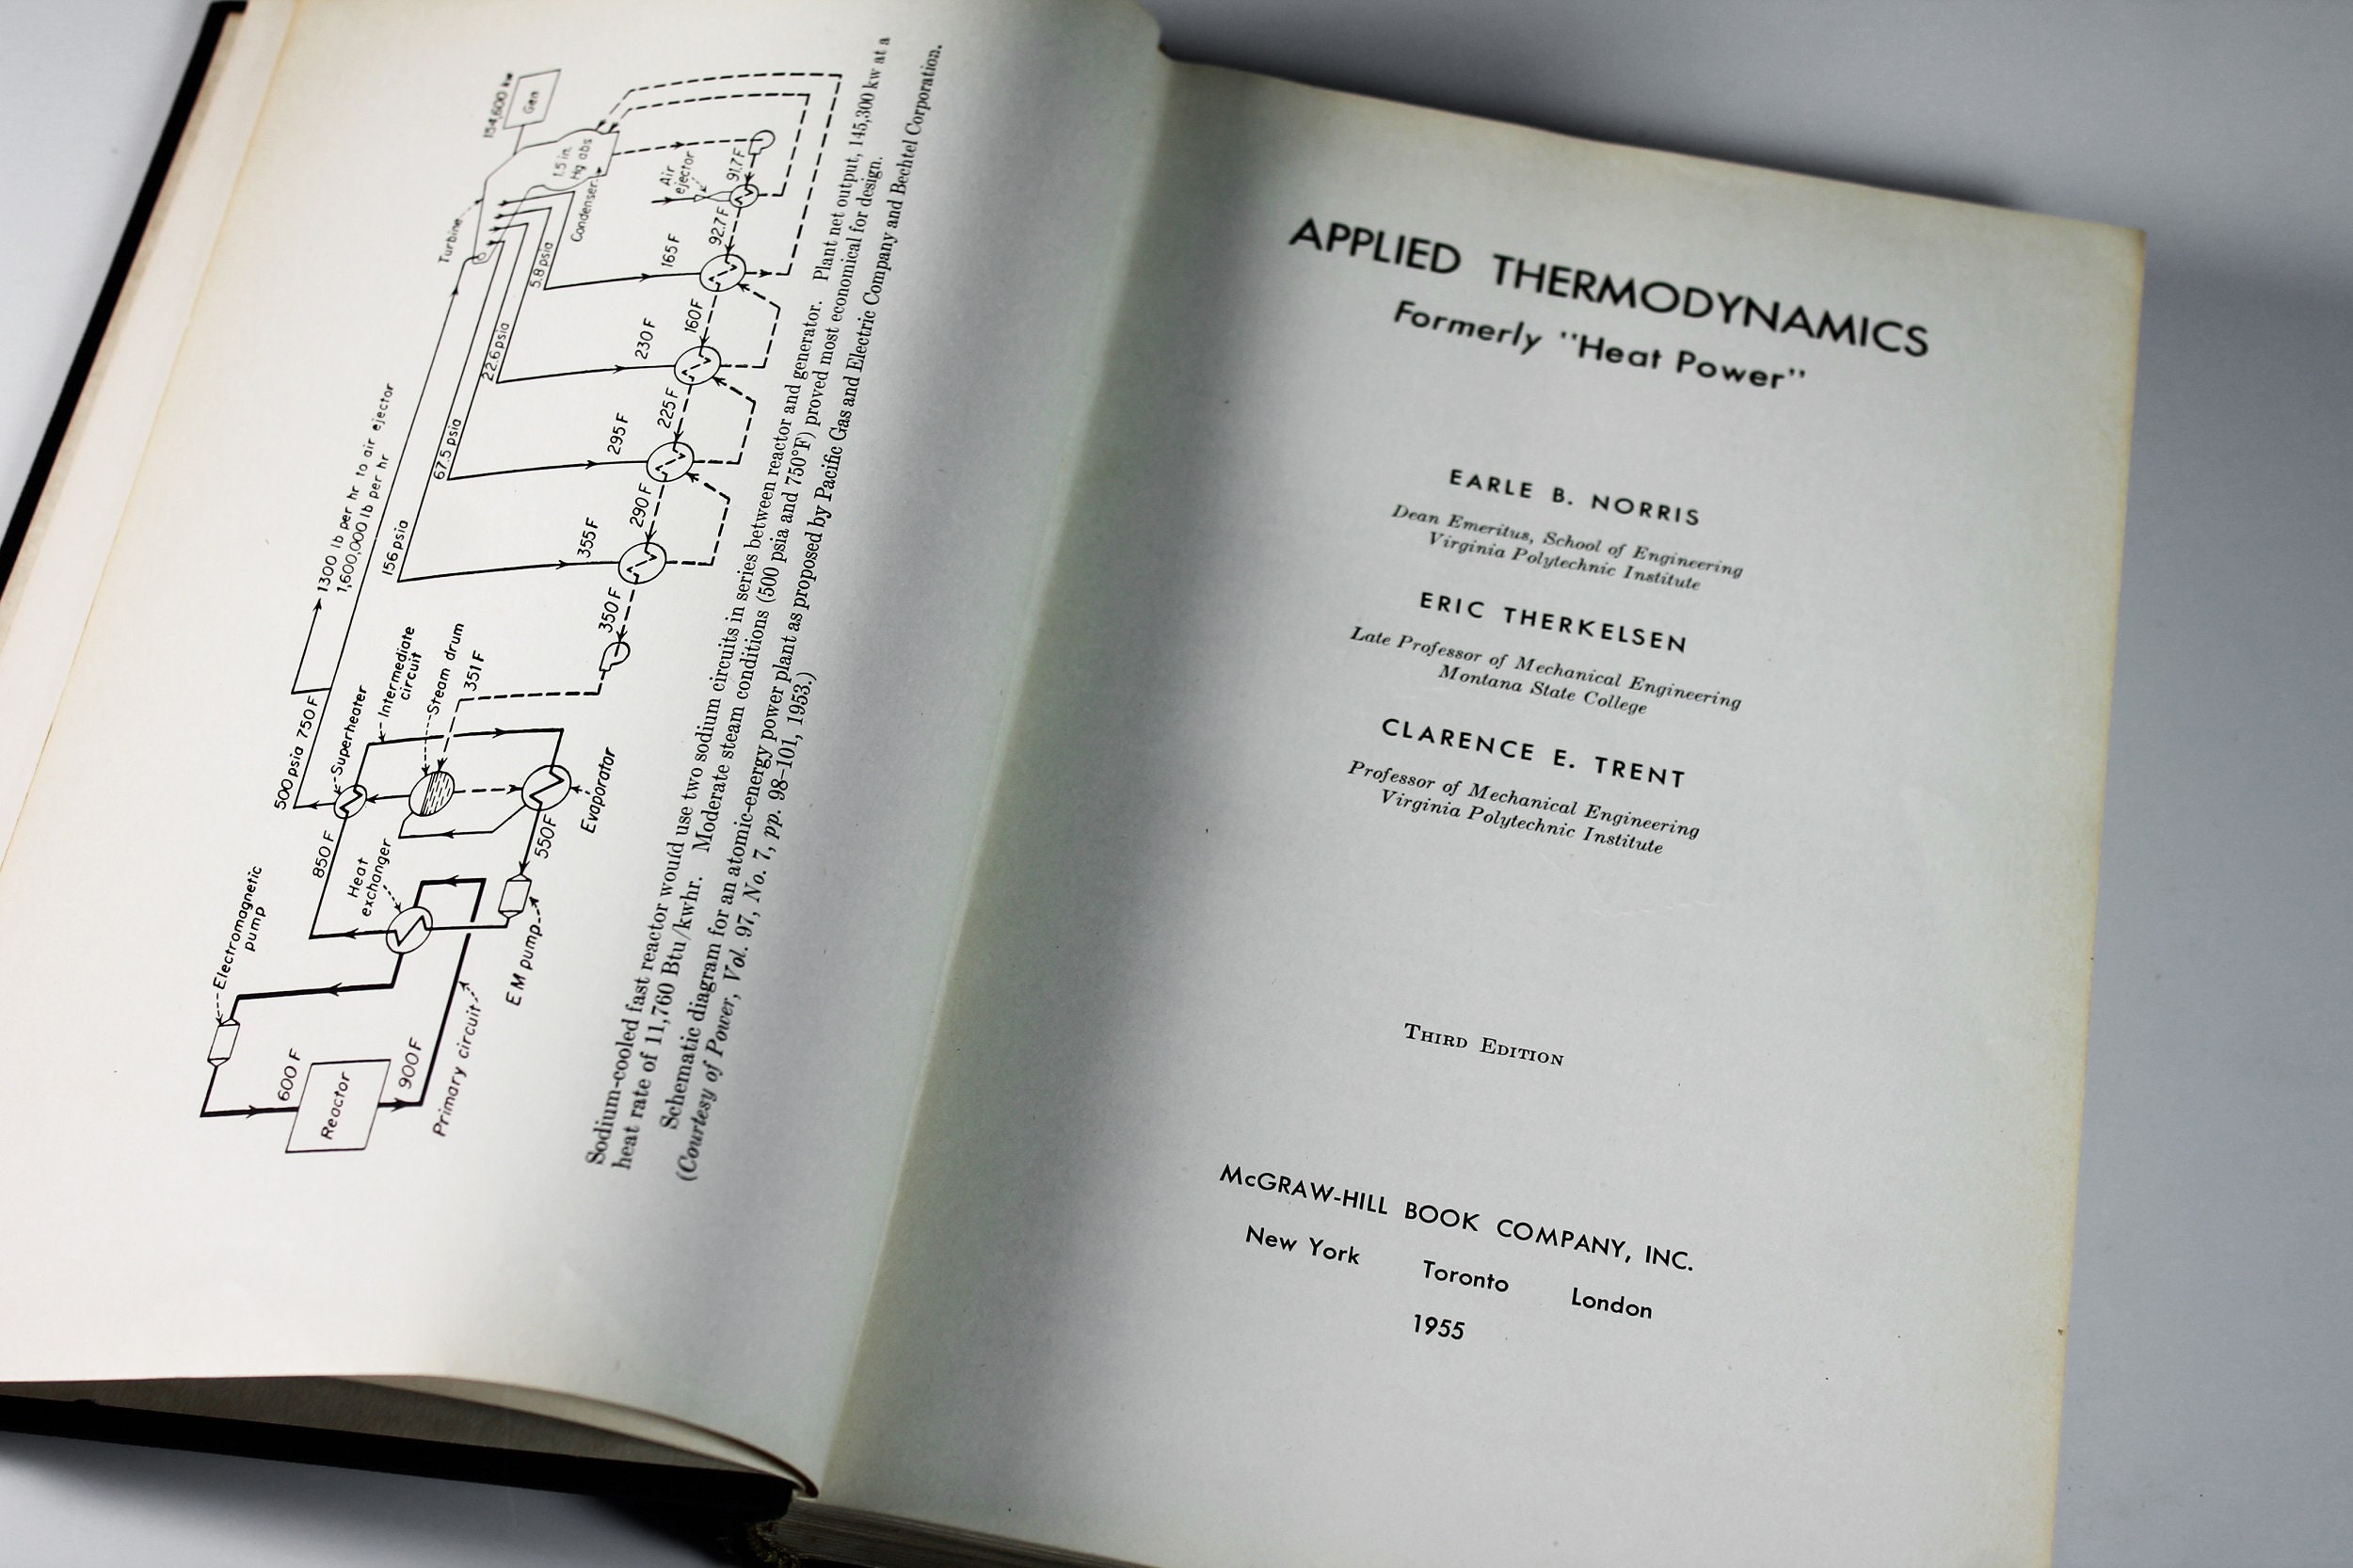 154,600 kw
Gen
Turbine
1.5 in.
Hg abs
Condenser
Air
ejector
91.7F
92.7F
165F
5.8 psia
160F
230F
22.6 psia
225F
295F
67.5 psia
290F
355F
156 psia
350F
1300 lb per hr to air ejector
1,600,000 lb per hr
500psia 750F
Superheater
Intermediate
circuit
Steam drum
351F
Evaporator
550F
850F
Heat
exchanger
Electromagnetic
pump
EM pump
600F
Reactor
900F
Primary circuit
Sodium-cooled fast reactor would use two sodium circuits in series between reactor and generator. Plant net output, 145,300 kw at a
heat rate of 11,760 Btu/kwhr. Moderate steam conditions (500 psia and 750°F) proved most economical for design.
Schematic diagram for an atomic-energy power plant as proposed by Pacific Gas and Electric Company and Bechtel Corporation.
(Courtesy of Power, Vol. 97, No. 7, pp. 98–101, 1953.)
APPLIED THERMODYNAMICS
Formerly "Heat Power"
EARLE B. NORRIS
Dean Emeritus, School of Engineering
Virginia Polytechnic Institute
ERIC THERKELSEN
Late Professor of Mechanical Engineering
Montana State College
CLARENCE E. TRENT
Professor of Mechanical Engineering
Virginia Polytechnic Institute
THIRD EDITION
McGRAW-HILL BOOK COMPANY, INC.
New York Toronto London
1955